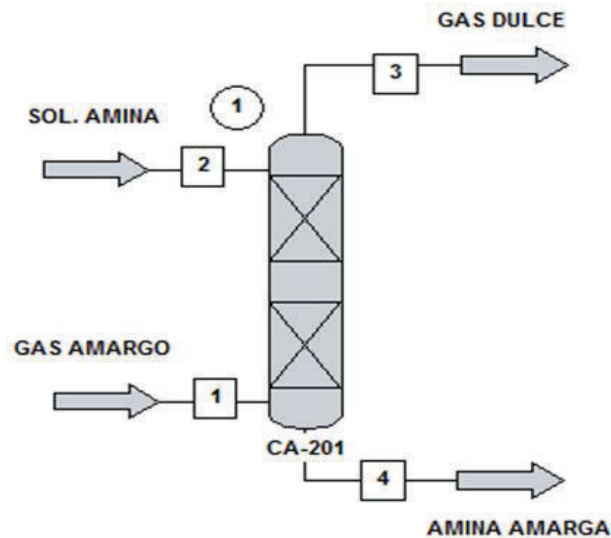 GAS DULCE
3
1
SOL. AMINA
2
GAS AMARGO
1
CA-201
4
AMINA AMARGA